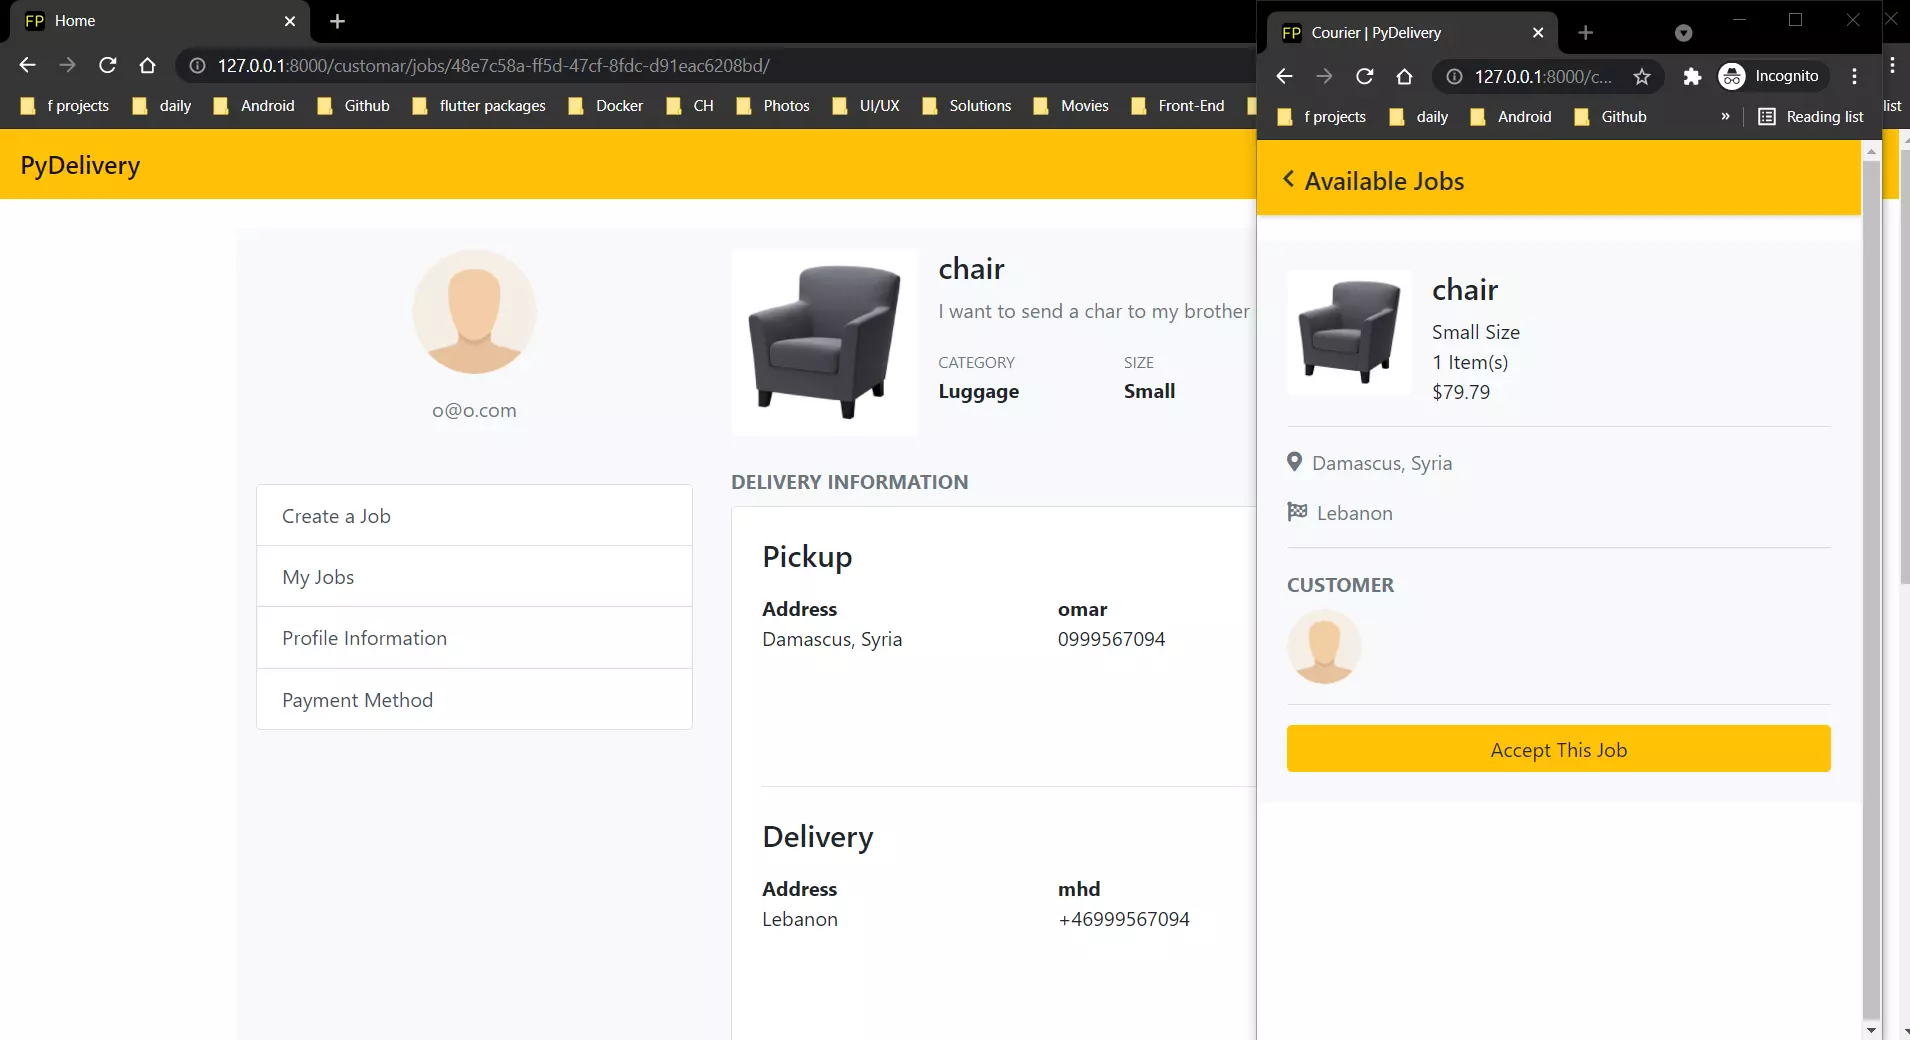 FP Home
127.0.0.1:8000/customar/jobs/48e7c58a-ff5d-47cf-8fdc-d91eac6208bd/
f projects daily Android Github flutter packages Docker CH Photos UI/UX Solutions Movies Front-End
PyDelivery
o@o.com
Create a Job
My Jobs
Profile Information
Payment Method
chair
I want to send a char to my brother
CATEGORY SIZE
Luggage Small
DELIVERY INFORMATION
Pickup
Address omar
Damascus, Syria 0999567094
Delivery
Address mhd
Lebanon +46999567094
FP Courier | PyDelivery
127.0.0.1:8000/c... Incognito
f projects daily Android Github » Reading list
list
Available Jobs
chair
Small Size
1 Item(s)
$79.79
Damascus, Syria
Lebanon
CUSTOMER
Accept This Job